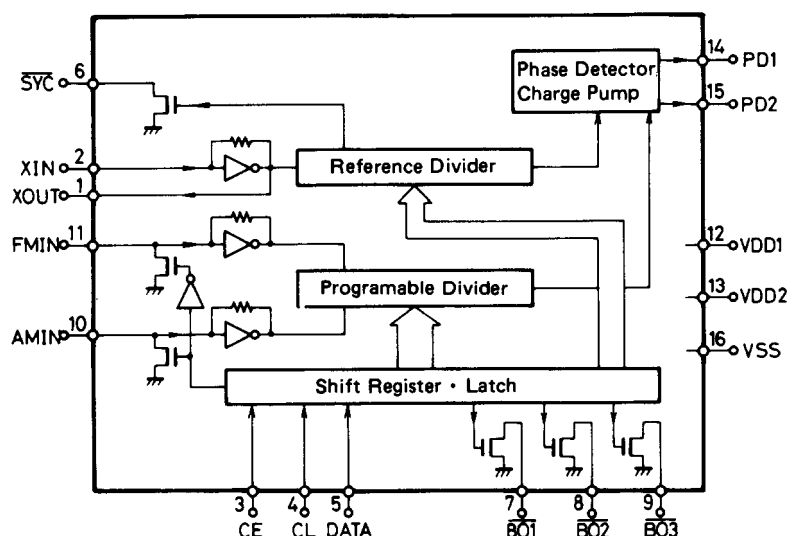 6
SYC
14
PD1
Phase Detector
Charge Pump
15
PD2
2
XIN
Reference Divider
1
XOUT
11
FMIN
12
VDD1
Programable Divider
13
VDD2
10
AMIN
16
VSS
Shift Register · Latch
3
4
5
7
8
9
CE
CL
DATA
BO1
BO2
BO3